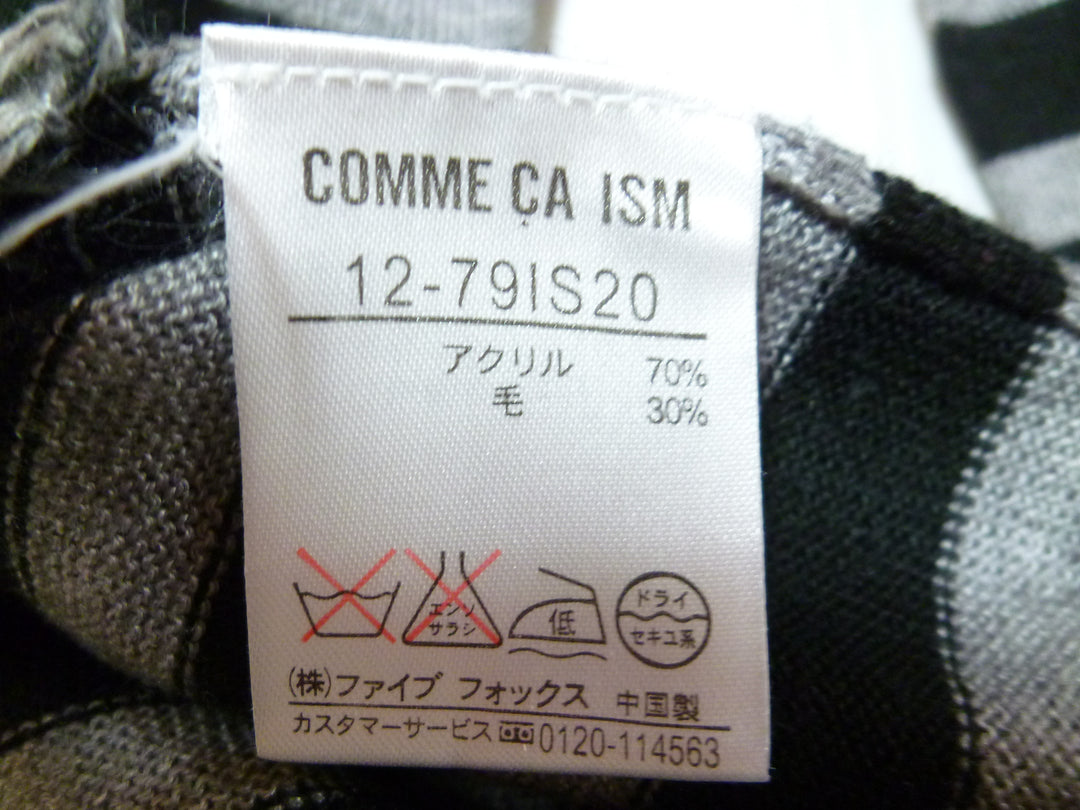 COMME ÇA ISM
12-79IS20
アクリル 70%
毛 30%
エンソ
サラシ
低
ドライ
セキユ系
(株)ファイブ フォックス 中国製
カスタマーサービス 0120-114563